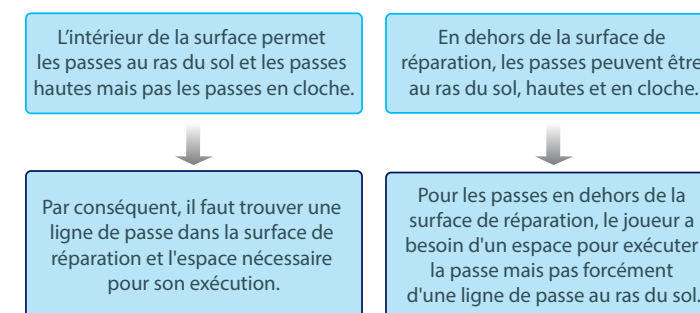 L’intérieur de la surface permet
les passes au ras du sol et les passes
hautes mais pas les passes en cloche.
En dehors de la surface de
réparation, les passes peuvent être
au ras du sol, hautes et en cloche.
Par conséquent, il faut trouver une
ligne de passe dans la surface de
réparation et l'espace nécessaire
pour son exécution.
Pour les passes en dehors de la
surface de réparation, le joueur a
besoin d'un espace pour exécuter
la passe mais pas forcément
d'une ligne de passe au ras du sol.